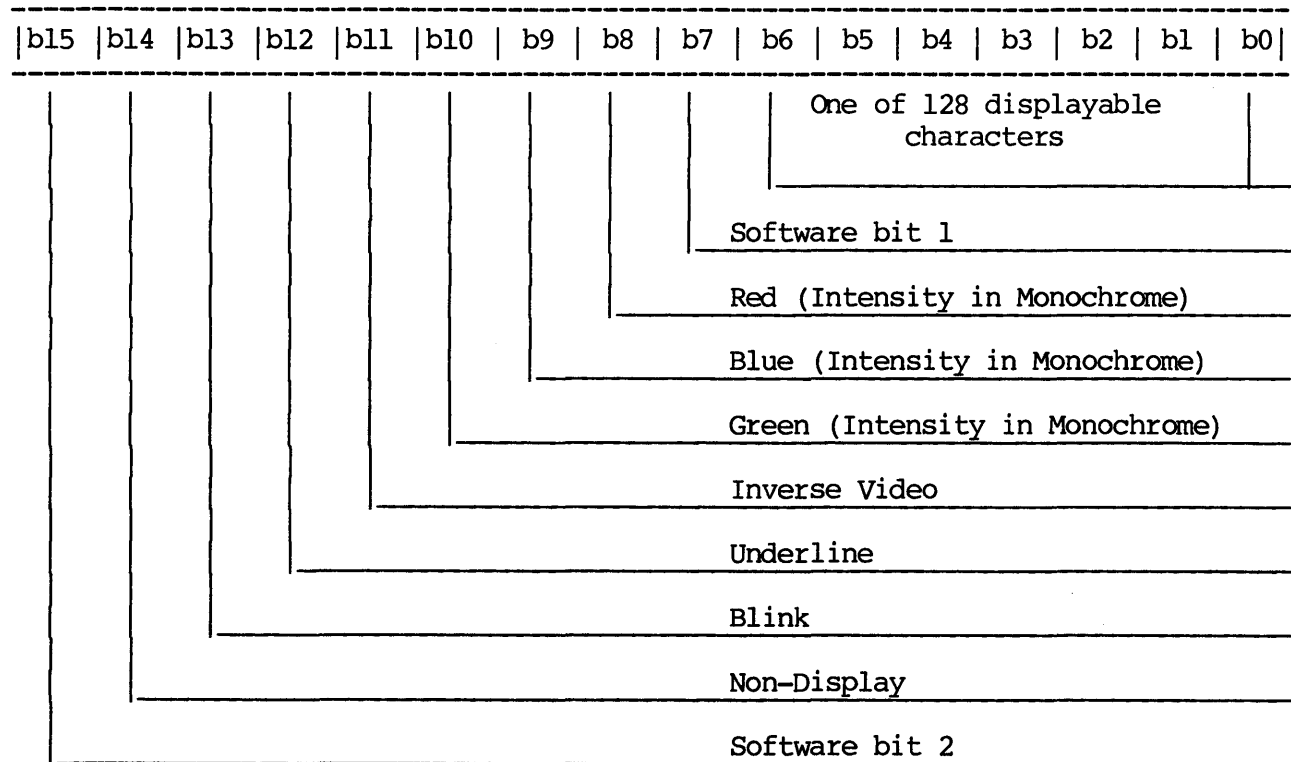 |b15 |b14 |b13 |b12 |b11 |b10 | b9 | b8 | b7 | b6 | b5 | b4 | b3 | b2 | b1 | b0|
One of 128 displayable
characters
Software bit 1
Red (Intensity in Monochrome)
Blue (Intensity in Monochrome)
Green (Intensity in Monochrome)
Inverse Video
Underline
Blink
Non-Display
Software bit 2